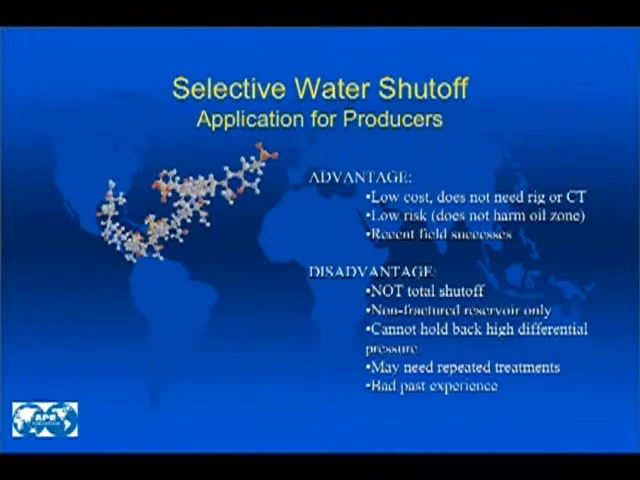 Selective Water Shutoff
Application for Producers
ADVANTAGE:
•Low cost, does not need rig or CT
•Low risk (does not harm oil zone)
•Recent field successes
DISADVANTAGE:
•NOT total shutoff
•Non-fractured reservoir only
•Cannot hold back high differential
pressure
•May need repeated treatments
•Bad past experience